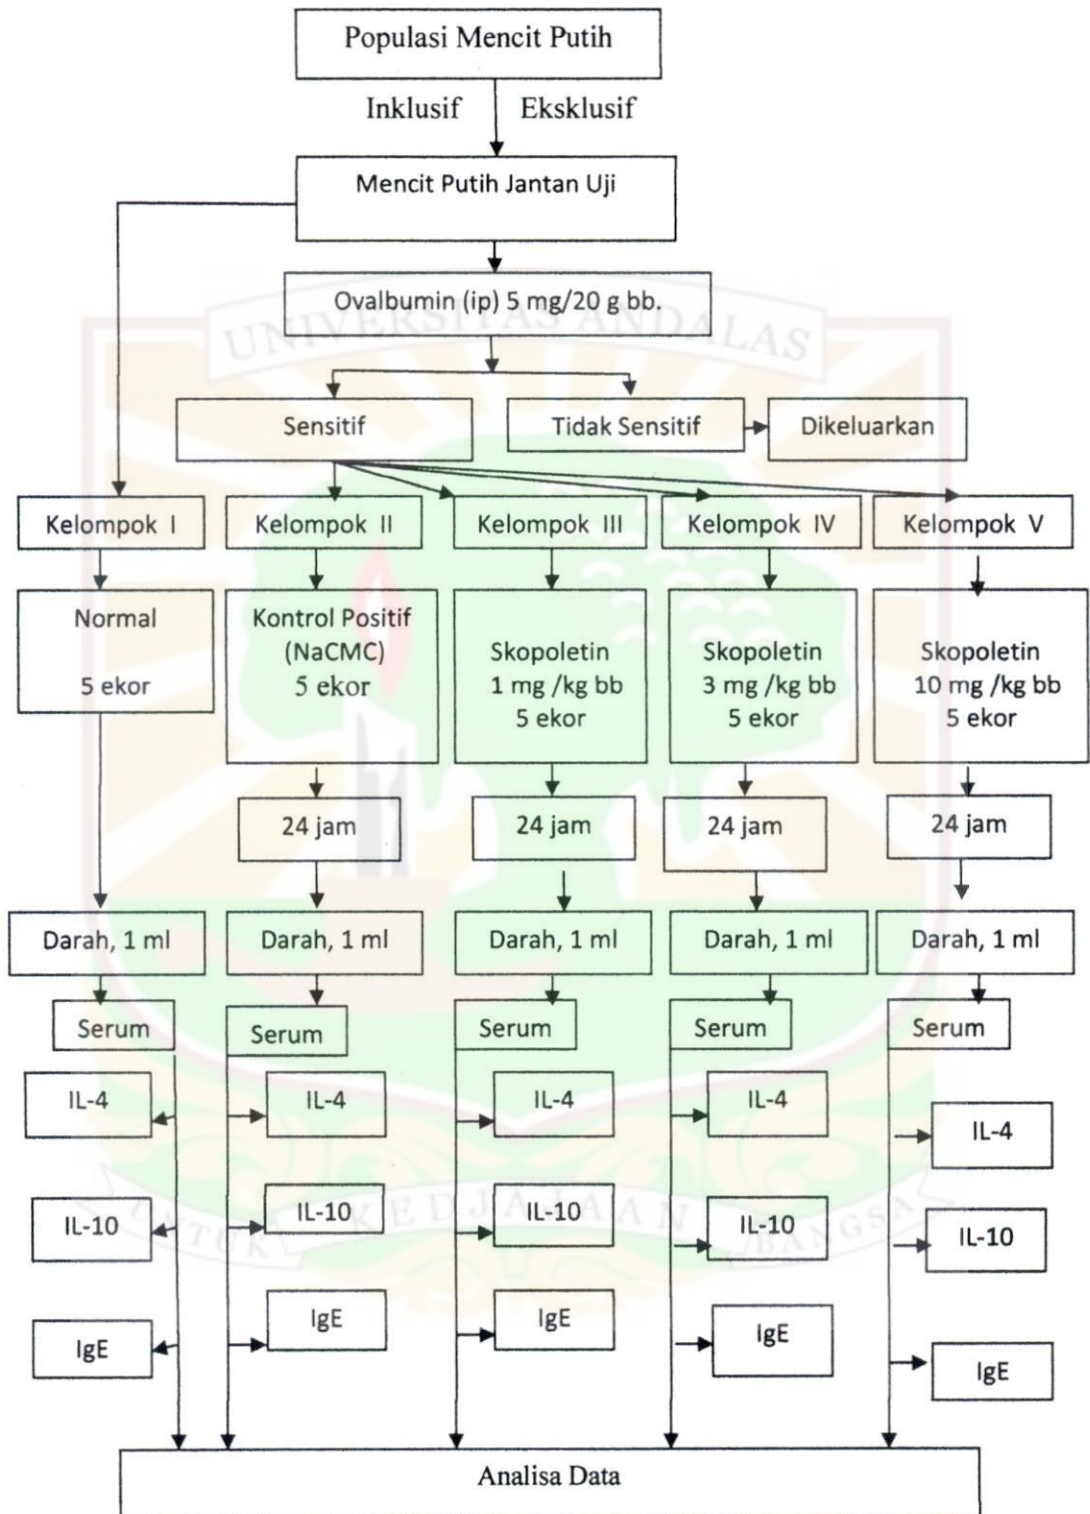 Populasi Mencit Putih
Inklusif Eksklusif
Mencit Putih Jantan Uji
Ovalbumin (ip) 5 mg/20 g bb.
UNIVERSITAS ANDALAS
Sensitif
Tidak Sensitif
Dikeluarkan
Kelompok I
Kelompok II
Kelompok III
Kelompok IV
Kelompok V
Normal
5 ekor
Kontrol Positif
(NaCMC)
5 ekor
Skopoletin
1 mg /kg bb
5 ekor
Skopoletin
3 mg /kg bb
5 ekor
Skopoletin
10 mg /kg bb
5 ekor
24 jam
24 jam
24 jam
24 jam
Darah, 1 ml
Darah, 1 ml
Darah, 1 ml
Darah, 1 ml
Darah, 1 ml
Serum
Serum
Serum
Serum
Serum
IL-4
IL-4
IL-4
IL-4
IL-4
IL-10
IL-10
IL-10
IL-10
IL-10
UNTUK KEDJAJAAN BANGSA
IgE
IgE
IgE
IgE
IgE
Analisa Data